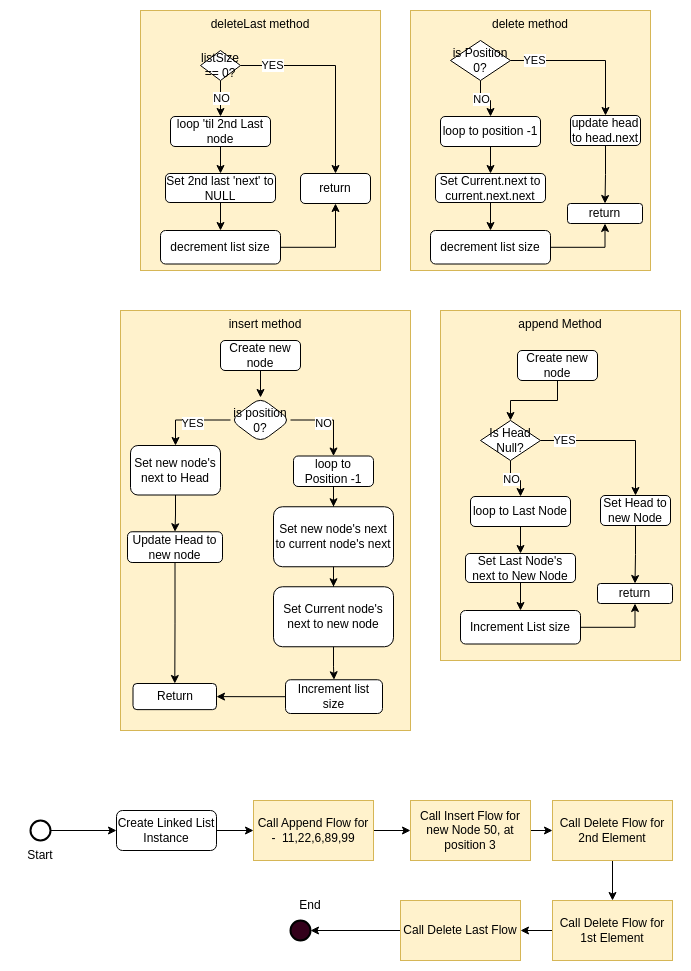 deleteLast method
listSize
== 0?
YES
NO
loop 'til 2nd Last
node
Set 2nd last 'next' to
NULL
return
decrement list size
delete method
is Position
0?
YES
NO
loop to position -1
update head
to head.next
Set Current.next to
current.next.next
return
decrement list size
insert method
Create new
node
is position
0?
YES
NO
Set new node's
next to Head
loop to
Position -1
Update Head to
new node
Set new node's next
to current node's next
Set Current node's
next to new node
Return
Increment list
size
append Method
Create new
node
Is Head
Null?
YES
NO
loop to Last Node
Set Head to
new Node
Set Last Node's
next to New Node
return
Increment List size
Start
Create Linked List
Instance
Call Append Flow for
- 11,22,6,89,99
Call Insert Flow for
new Node 50, at
position 3
Call Delete Flow for
2nd Element
Call Delete Flow for
1st Element
Call Delete Last Flow
End